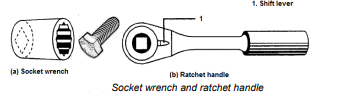 1. Shift lever
1
(a) Socket wrench
(b) Ratchet handle
Socket wrench and ratchet handle